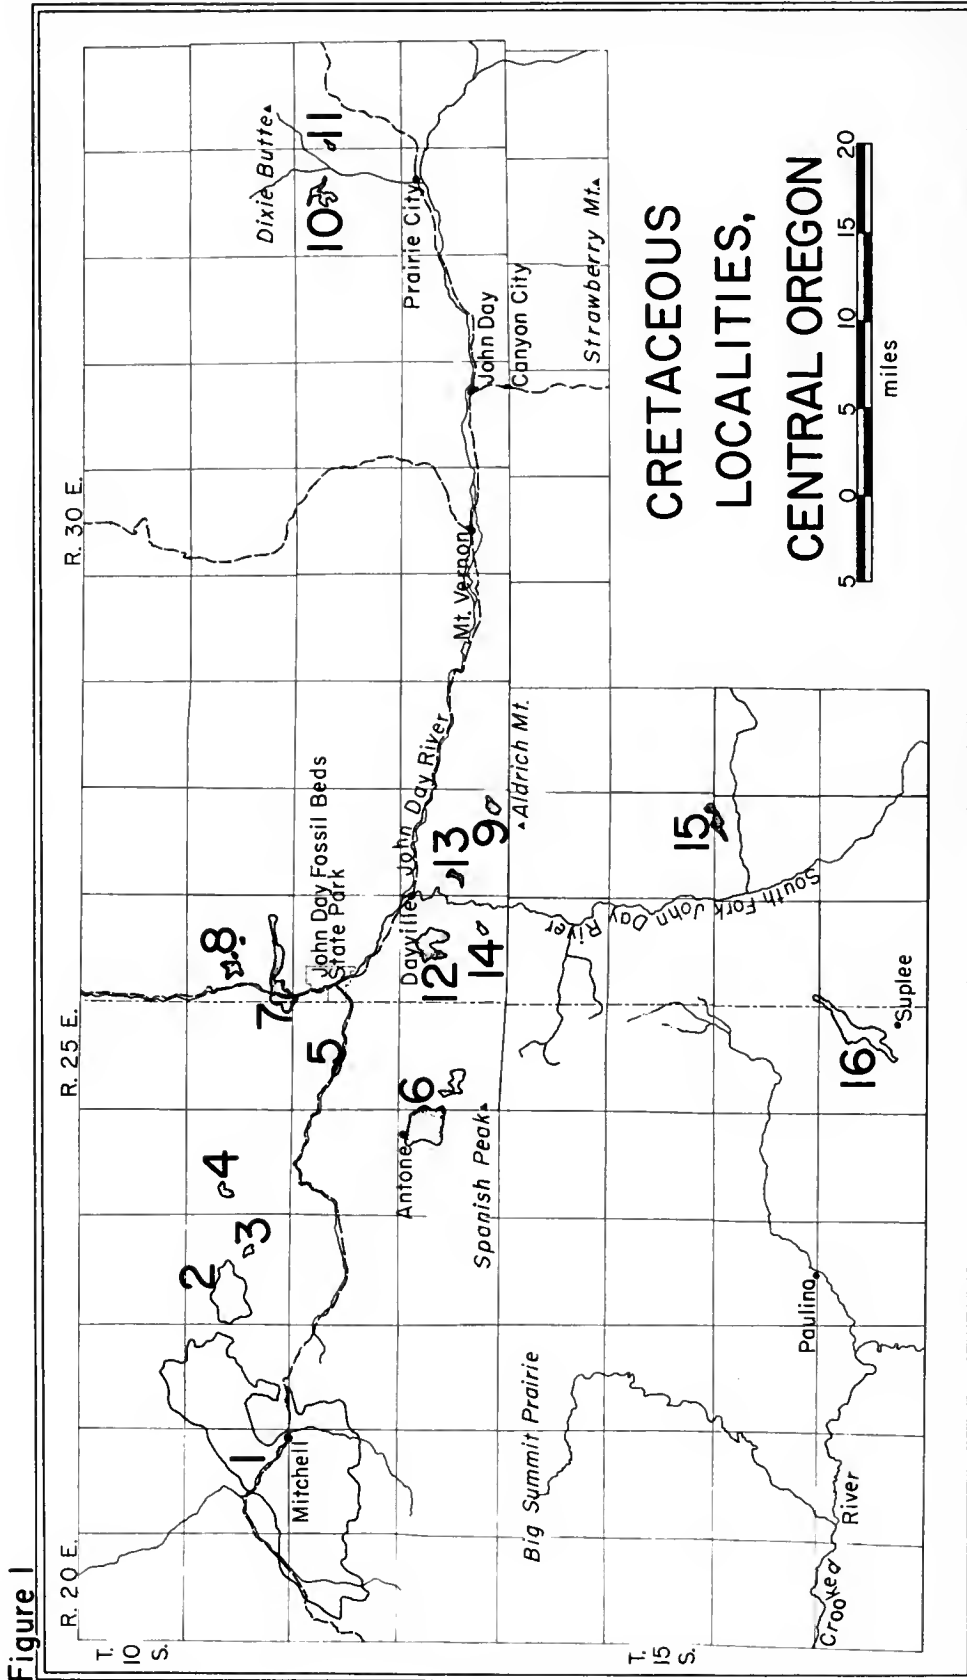 Figure 1
R. 20 E.
R. 25 E.
R. 30 E.
T.
10
S.
T.
15
S.
1
Mitchell
2
3
4
5
6
Antone
Spanish Peak
7
8
John Day Fossil Beds
State Park
Dayville
John Day River
12
13
14
9
Aldrich Mt.
Mt. Vernon
John Day
Canyon City
Prairie City
Dixie Butte
10
11
Strawberry Mt.
Big Summit Prairie
Paulina
Crooked
River
South Fork John Day River
15
16
Suplee
CRETACEOUS
LOCALITIES,
CENTRAL OREGON
5 0 5 10 15 20
miles